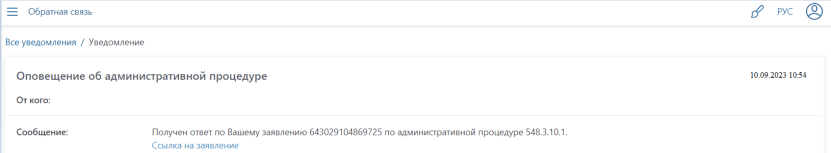 Обратная связь РУС
Все уведомления / Уведомление
Оповещение об административной процедуре 10.09.2023 10:54
От кого:
Сообщение: Получен ответ по Вашему заявлению 643029104869725 по административной процедуре 548.3.10.1.
Ссылка на заявление